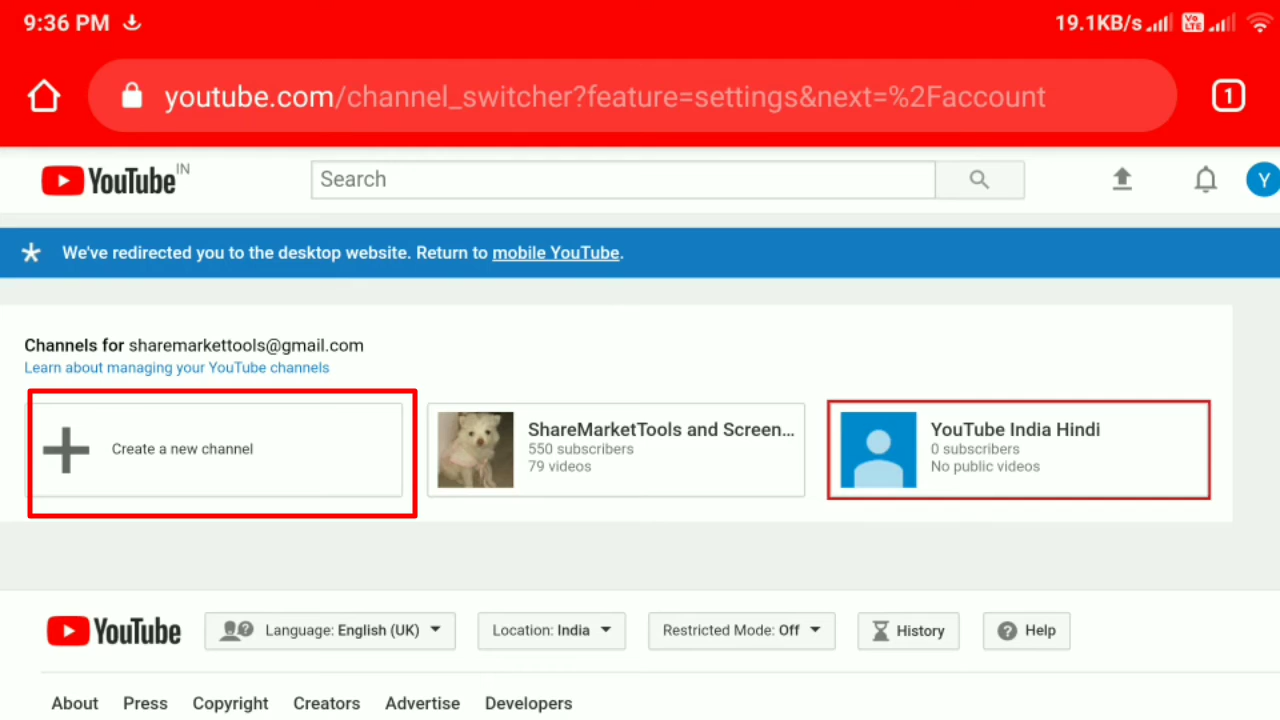 9:36 PM 19.1KB/s Vo LTE
youtube.com/channel_switcher?feature=settings&next=%2Faccount 1
YouTube IN Search Y
We've redirected you to the desktop website. Return to mobile YouTube.
Channels for sharemarkettools@gmail.com
Learn about managing your YouTube channels
Create a new channel
ShareMarketTools and Screen...
550 subscribers
79 videos
YouTube India Hindi
0 subscribers
No public videos
YouTube Language: English (UK) Location: India Restricted Mode: Off History Help
About Press Copyright Creators Advertise Developers